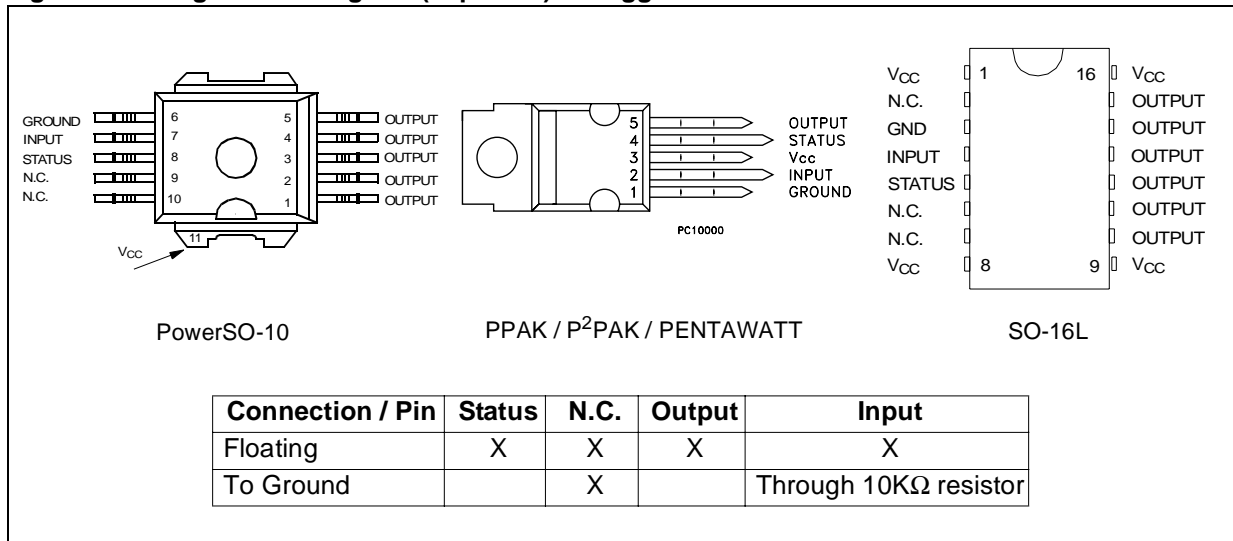 GROUND 6 5 OUTPUT
INPUT 7 4 OUTPUT
STATUS 8 3 OUTPUT
N.C. 9 2 OUTPUT
N.C. 10 1 OUTPUT
11
VCC
PowerSO-10
5 OUTPUT
4 STATUS
3 Vcc
2 INPUT
1 GROUND
PC10000
PPAK / P²PAK / PENTAWATT
VCC 1 16 VCC
N.C. OUTPUT
GND OUTPUT
INPUT OUTPUT
STATUS OUTPUT
N.C. OUTPUT
N.C. OUTPUT
VCC 8 9 VCC
SO-16L
Connection / Pin Status N.C. Output Input
Floating X X X X
To Ground X Through 10KΩ resistor